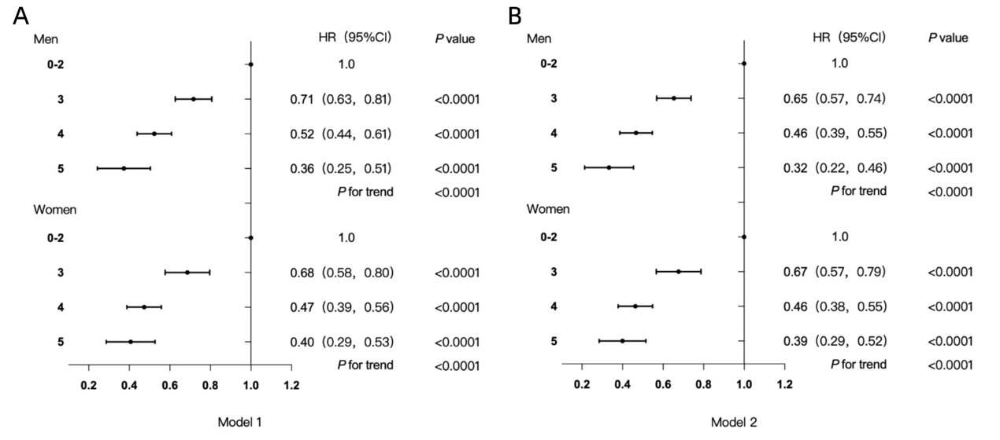 A
Men HR (95%CI) P value
0-2 1.0
3 0.71 (0.63, 0.81) <0.0001
4 0.52 (0.44, 0.61) <0.0001
5 0.36 (0.25, 0.51) <0.0001
P for trend <0.0001
Women
0-2 1.0
3 0.68 (0.58, 0.80) <0.0001
4 0.47 (0.39, 0.56) <0.0001
5 0.40 (0.29, 0.53) <0.0001
P for trend <0.0001
0.2 0.4 0.6 0.8 1.0 1.2
Model 1
B
Men HR (95%CI) P value
0-2 1.0
3 0.65 (0.57, 0.74) <0.0001
4 0.46 (0.39, 0.55) <0.0001
5 0.32 (0.22, 0.46) <0.0001
P for trend <0.0001
Women
0-2 1.0
3 0.67 (0.57, 0.79) <0.0001
4 0.46 (0.38, 0.55) <0.0001
5 0.39 (0.29, 0.52) <0.0001
P for trend <0.0001
0.2 0.4 0.6 0.8 1.0 1.2
Model 2